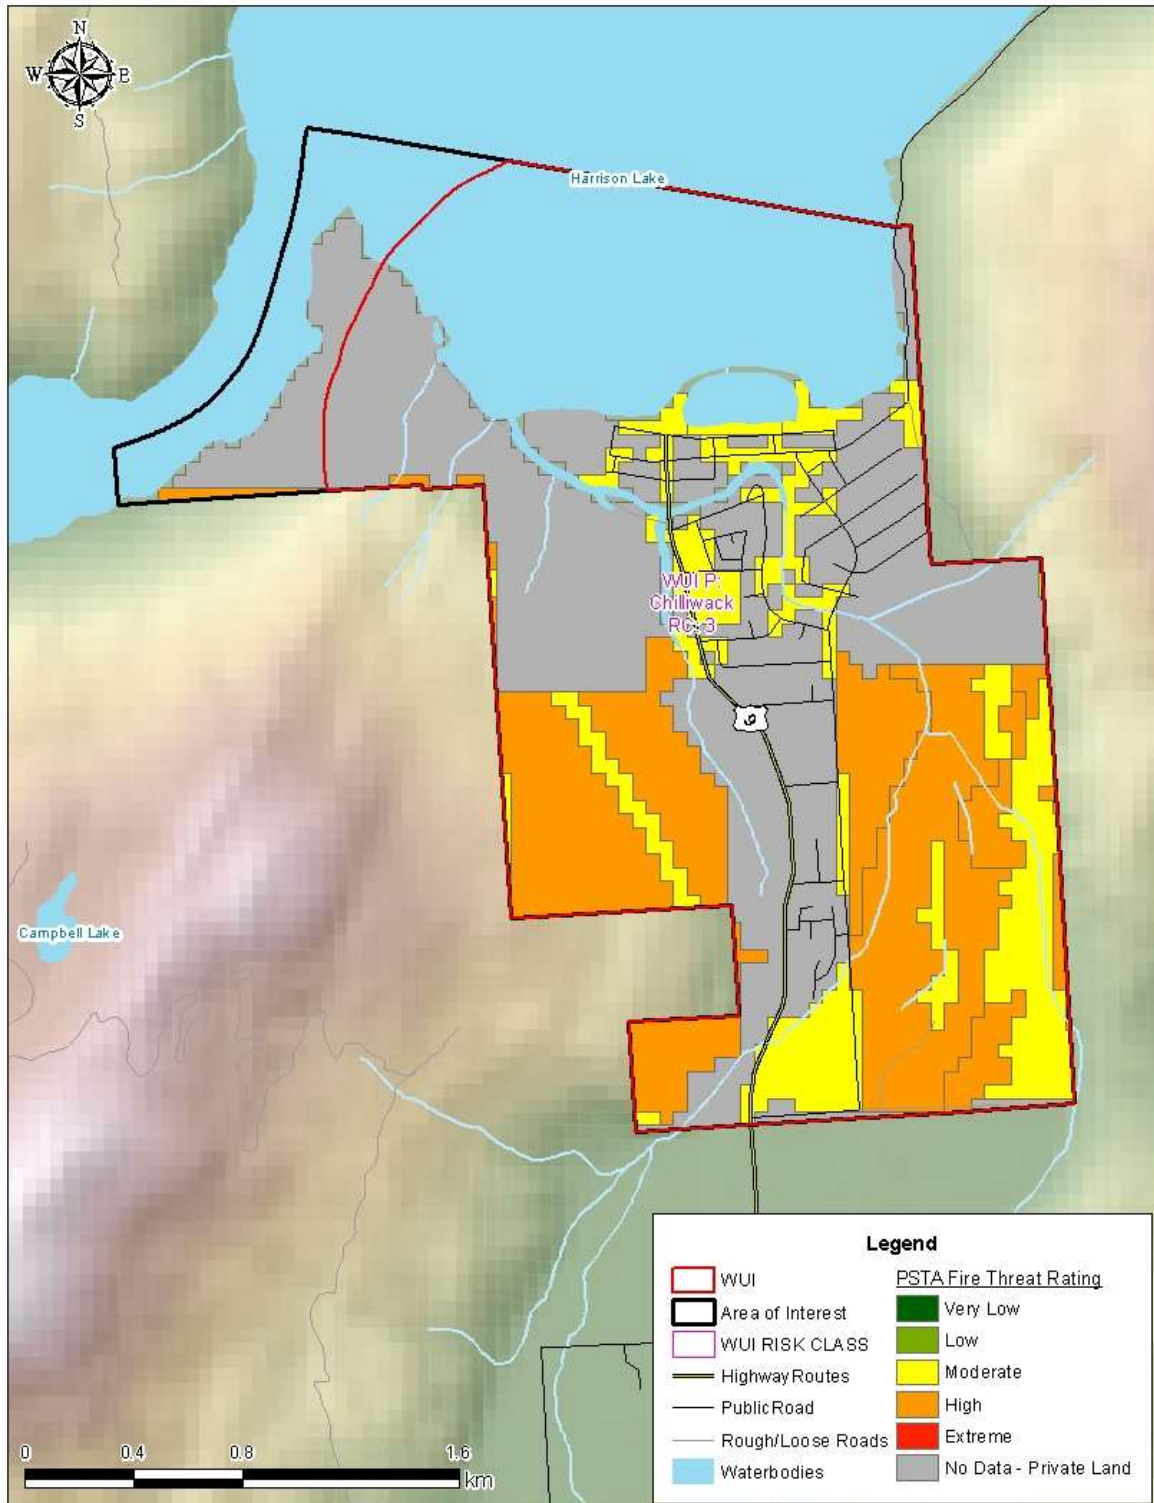 N
W E
S
Harrison Lake
WUI P:
Chilliwack
RC: 3
9
Campbell Lake
0 0.4 0.8 1.6
km
Legend
WUI
Area of Interest
WUI RISK CLASS
Highway Routes
Public Road
Rough/Loose Roads
Waterbodies
PSTA Fire Threat Rating
Very Low
Low
Moderate
High
Extreme
No Data - Private Land